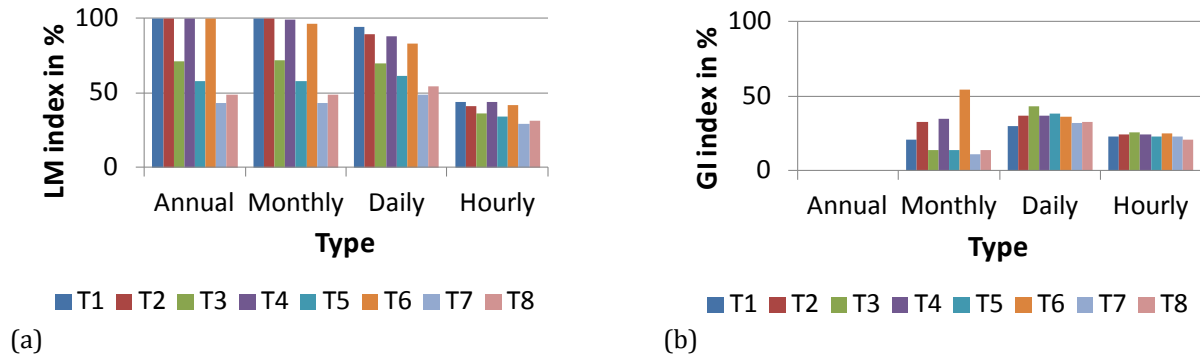 LM index in %
100
50
0
Annual Monthly Daily Hourly
Type
T1 T2 T3 T4 T5 T6 T7 T8
(a)
GI index in %
100
50
0
Annual Monthly Daily Hourly
Type
T1 T2 T3 T4 T5 T6 T7 T8
(b)